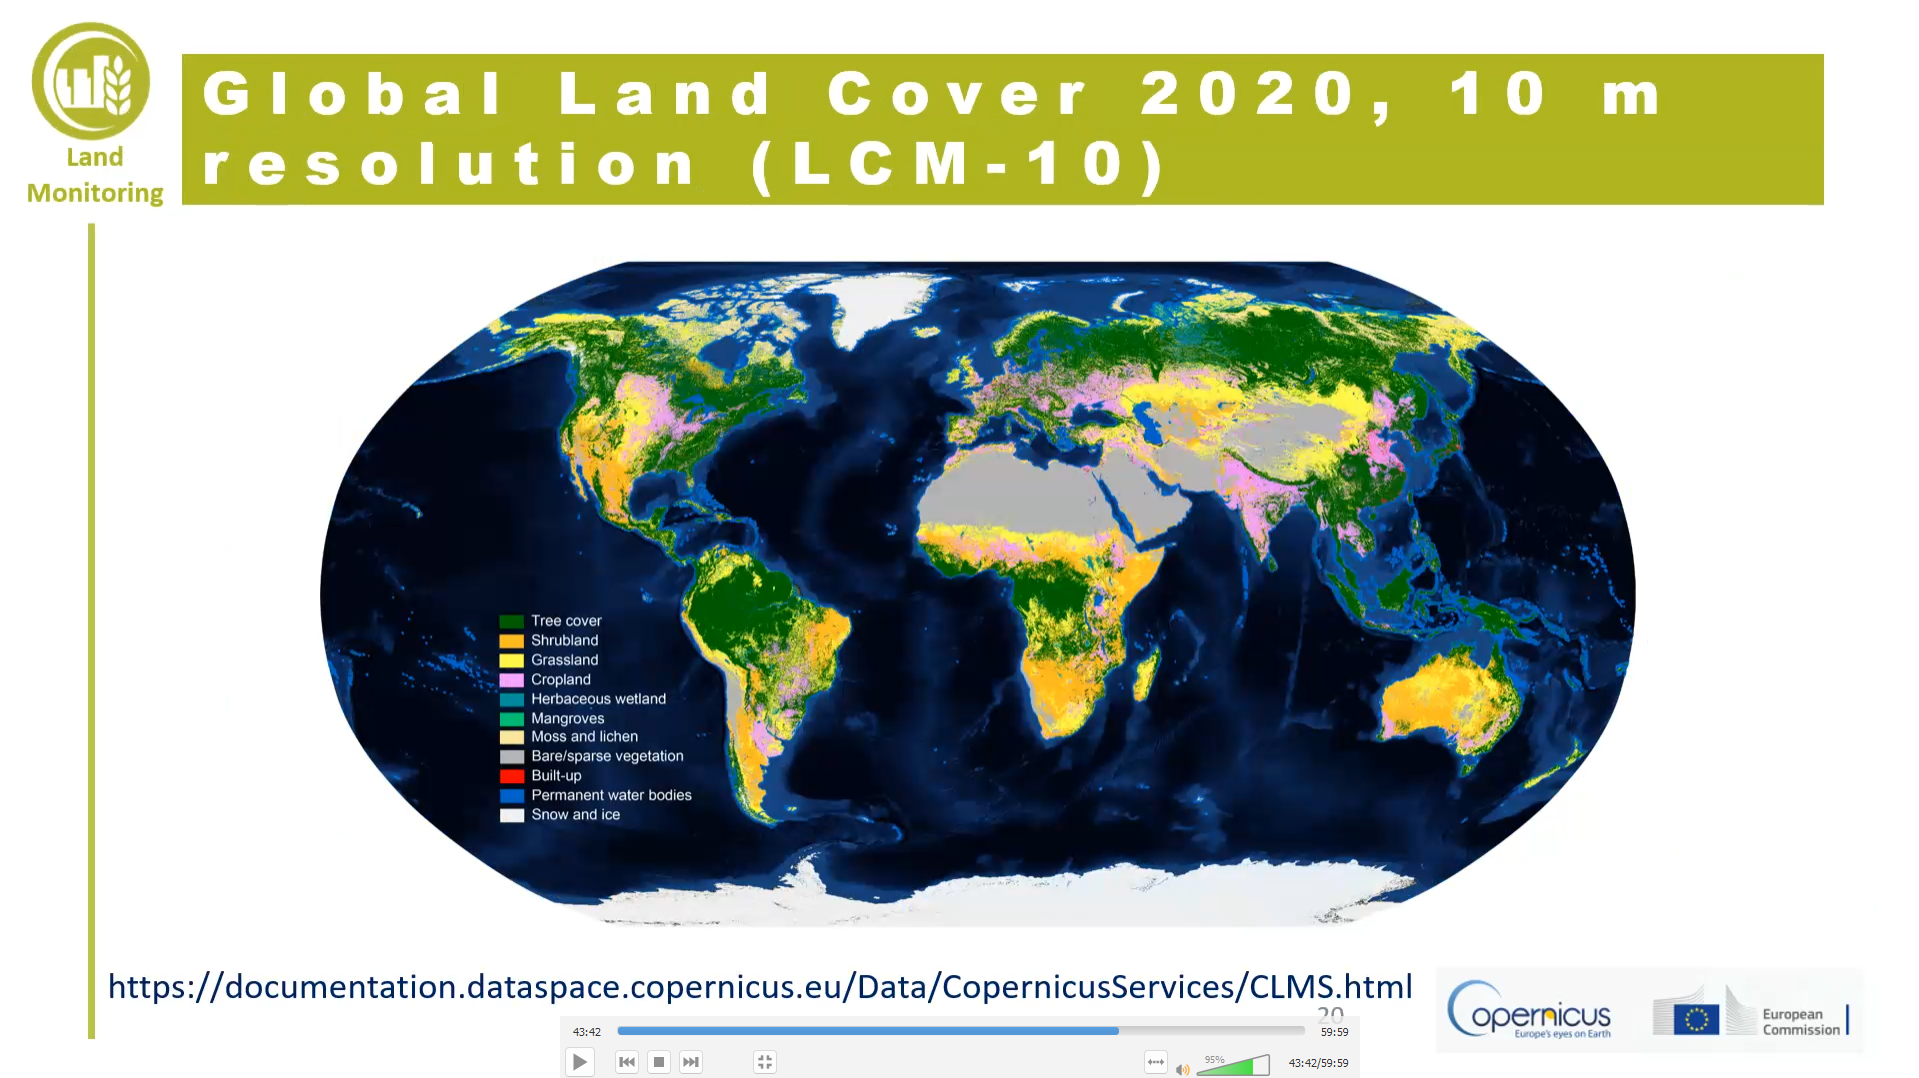 Land
Monitoring
Global Land Cover 2020, 10 m
resolution (LCM-10)
Tree cover
Shrubland
Grassland
Cropland
Herbaceous wetland
Mangroves
Moss and lichen
Bare/sparse vegetation
Built-up
Permanent water bodies
Snow and ice
https://documentation.dataspace.copernicus.eu/Data/CopernicusServices/CLMS.html
20
opernicus
Europe's eyes on Earth
European
Commission
43:42
59:59
95%
43:42/59:59